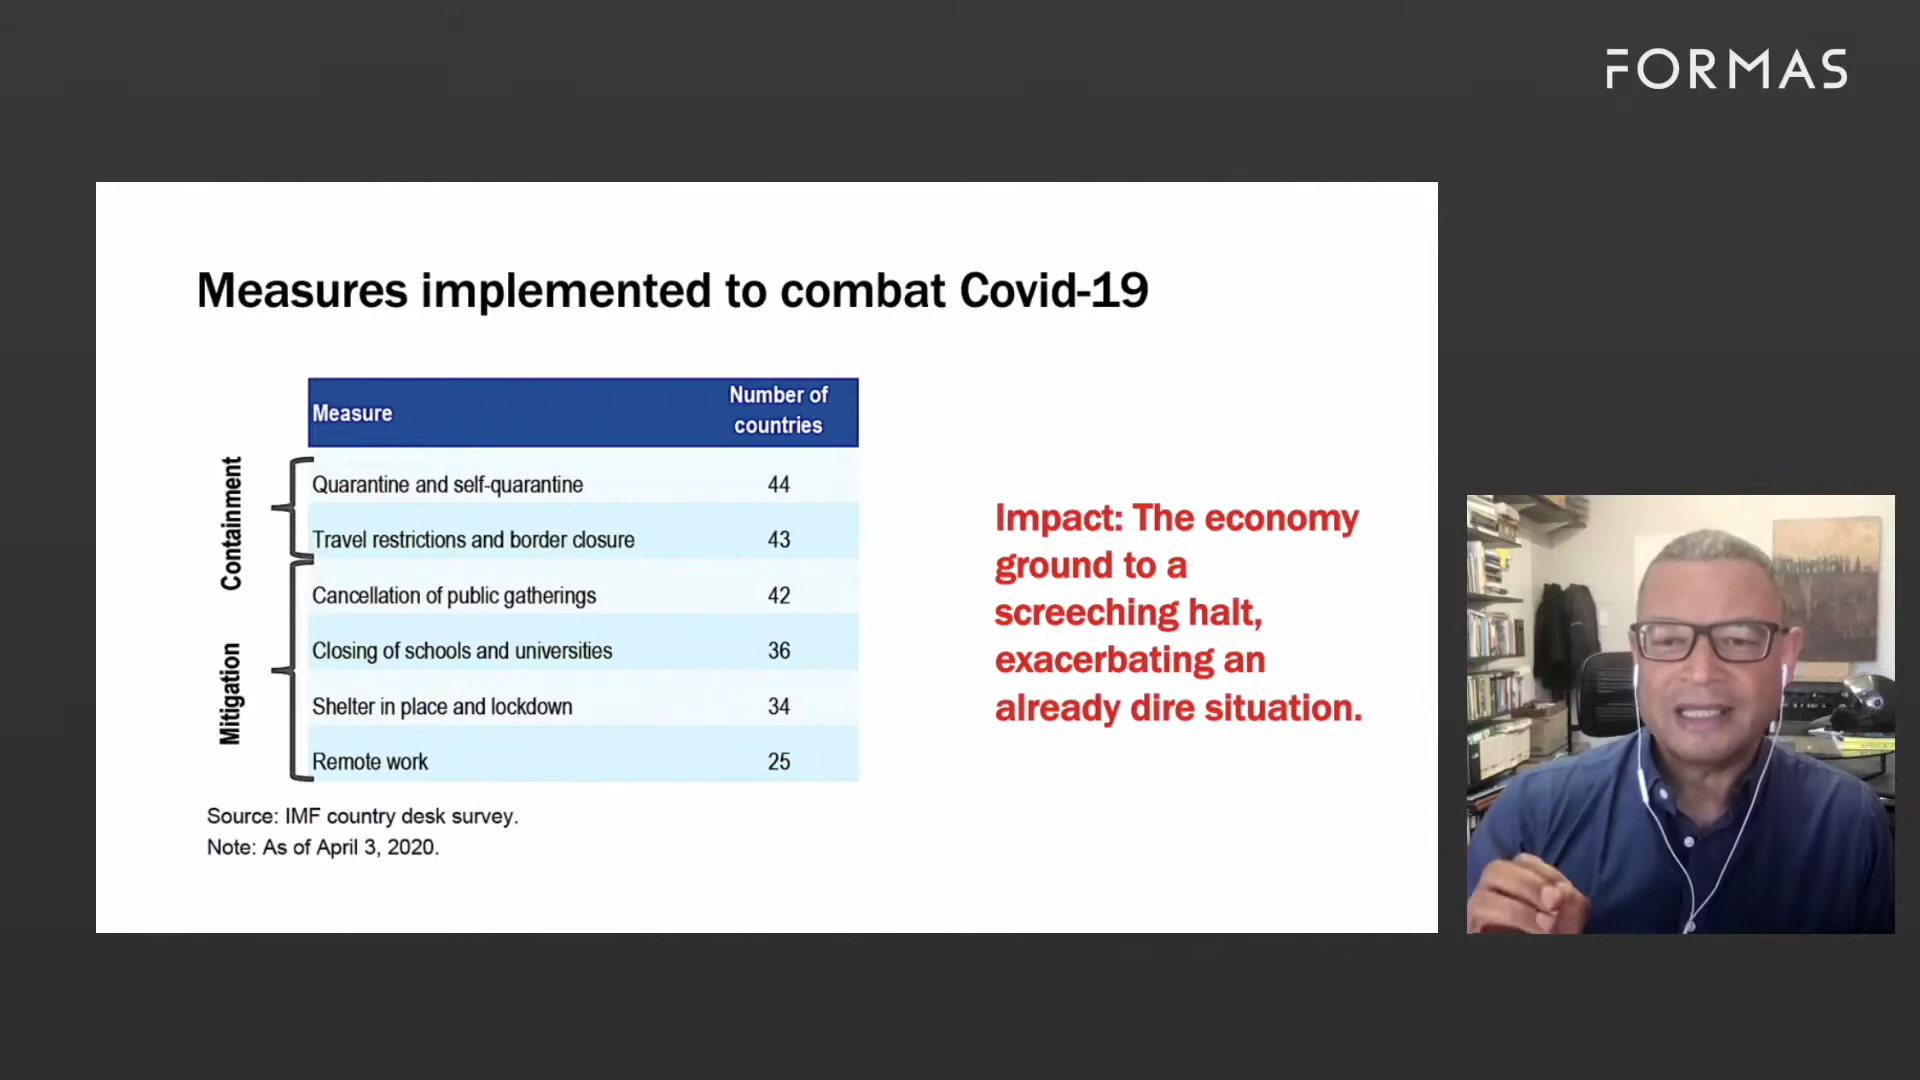 FORMAS
Measures implemented to combat Covid-19
Measure
Number of
countries
Containment
Quarantine and self-quarantine 44
Travel restrictions and border closure 43
Mitigation
Cancellation of public gatherings 42
Closing of schools and universities 36
Shelter in place and lockdown 34
Remote work 25
Source: IMF country desk survey.
Note: As of April 3, 2020.
Impact: The economy
ground to a
screeching halt,
exacerbating an
already dire situation.